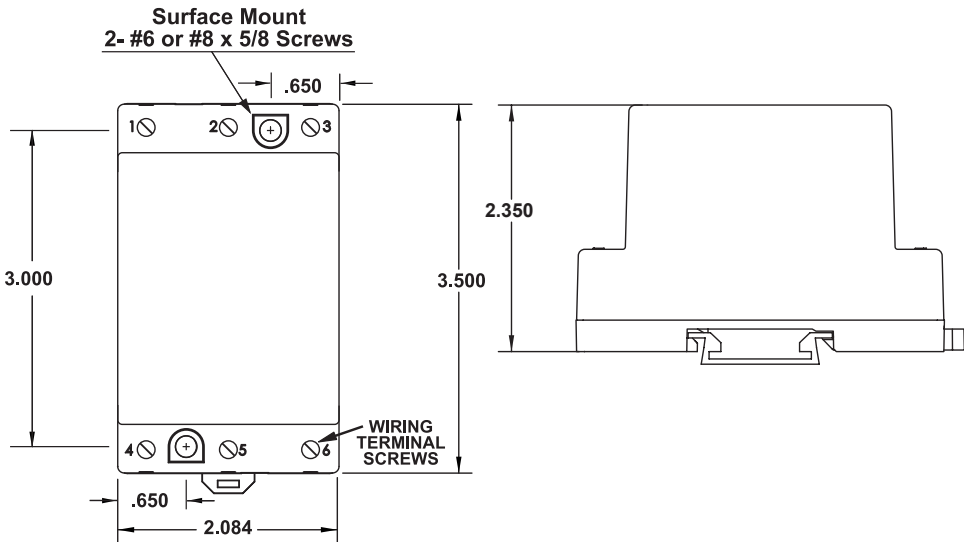 Surface Mount
2- #6 or #8 x 5/8 Screws
.650
1
2
3
3.000
3.500
2.350
4
5
6
WIRING
TERMINAL
SCREWS
.650
2.084